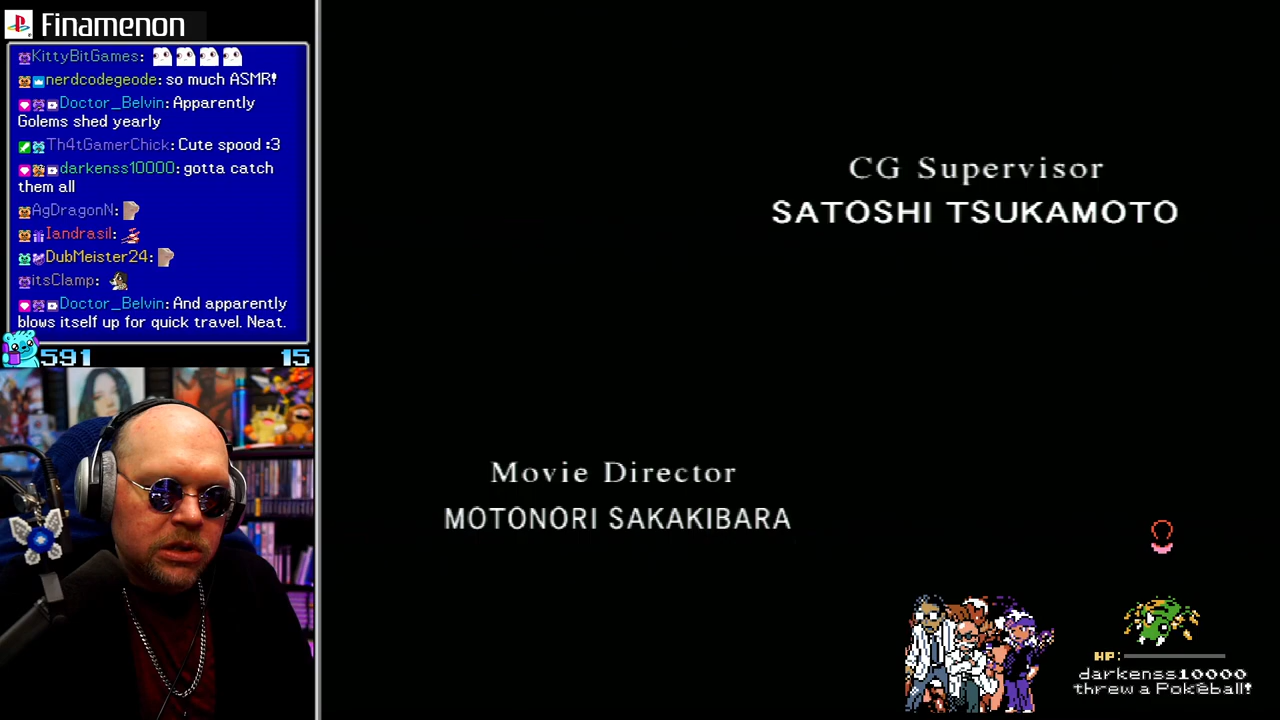 Finamenon
KittyBitGames:
nerdcodegeode: so much ASMR!
Doctor_Belvin: Apparently
Golems shed yearly
Th4tGamerChick: Cute spood :3
darkenss10000: gotta catch
them all
AgDragonN:
Iandrasil:
DubMeister24:
itsClamp:
Doctor_Belvin: And apparently
blows itself up for quick travel. Neat.
591 15
CG Supervisor
SATOSHI TSUKAMOTO
Movie Director
MOTONORI SAKAKIBARA
HP:
darkenss10000
threw a Pokéball!